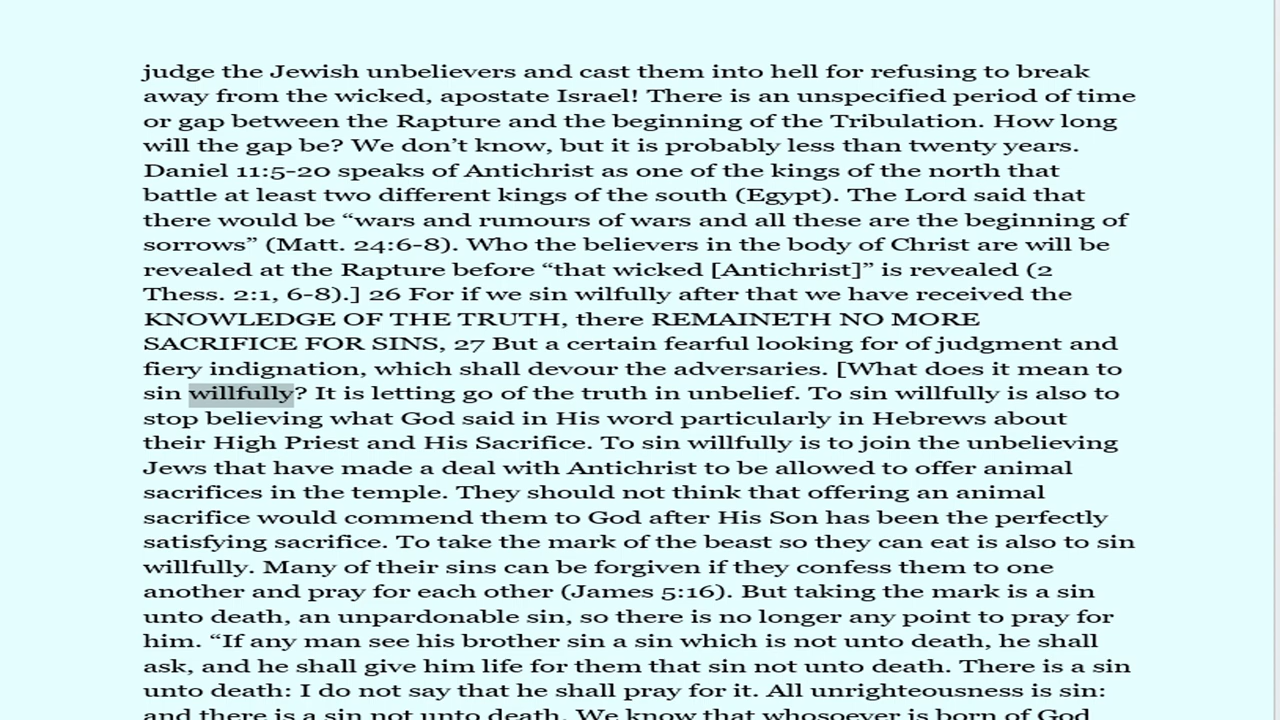 judge the Jewish unbelievers and cast them into hell for refusing to break
away from the wicked, apostate Israel! There is an unspecified period of time
or gap between the Rapture and the beginning of the Tribulation. How long
will the gap be? We don’t know, but it is probably less than twenty years.
Daniel 11:5-20 speaks of Antichrist as one of the kings of the north that
battle at least two different kings of the south (Egypt). The Lord said that
there would be “wars and rumours of wars and all these are the beginning of
sorrows” (Matt. 24:6-8). Who the believers in the body of Christ are will be
revealed at the Rapture before “that wicked [Antichrist]” is revealed (2
Thess. 2:1, 6-8).] 26 For if we sin wilfully after that we have received the
KNOWLEDGE OF THE TRUTH, there REMAINETH NO MORE
SACRIFICE FOR SINS, 27 But a certain fearful looking for of judgment and
fiery indignation, which shall devour the adversaries. [What does it mean to
sin willfully? It is letting go of the truth in unbelief. To sin willfully is also to
stop believing what God said in His word particularly in Hebrews about
their High Priest and His Sacrifice. To sin willfully is to join the unbelieving
Jews that have made a deal with Antichrist to be allowed to offer animal
sacrifices in the temple. They should not think that offering an animal
sacrifice would commend them to God after His Son has been the perfectly
satisfying sacrifice. To take the mark of the beast so they can eat is also to sin
willfully. Many of their sins can be forgiven if they confess them to one
another and pray for each other (James 5:16). But taking the mark is a sin
unto death, an unpardonable sin, so there is no longer any point to pray for
him. “If any man see his brother sin a sin which is not unto death, he shall
ask, and he shall give him life for them that sin not unto death. There is a sin
unto death: I do not say that he shall pray for it. All unrighteousness is sin:
and there is a sin not unto death. We know that whosoever is born of God